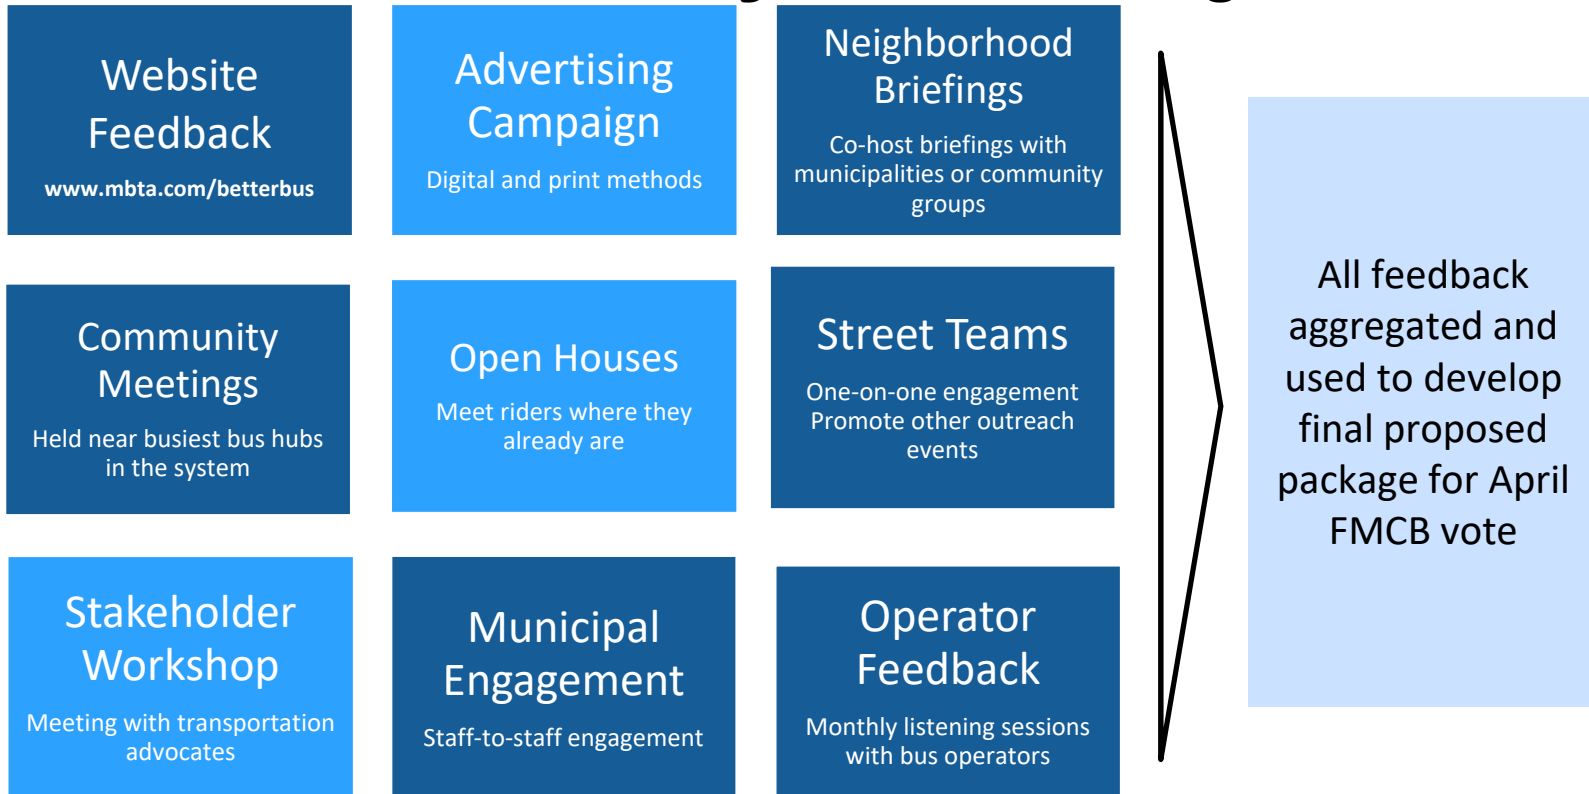 Website
Feedback
www.mbta.com/betterbus
Advertising
Campaign
Digital and print methods
Neighborhood
Briefings
Co-host briefings with
municipalities or community
groups
Community
Meetings
Held near busiest bus hubs
in the system
Open Houses
Meet riders where they
already are
Street Teams
One-on-one engagement
Promote other outreach
events
Stakeholder
Workshop
Meeting with transportation
advocates
Municipal
Engagement
Staff-to-staff engagement
Operator
Feedback
Monthly listening sessions
with bus operators
All feedback
aggregated and
used to develop
final proposed
package for April
FMCB vote